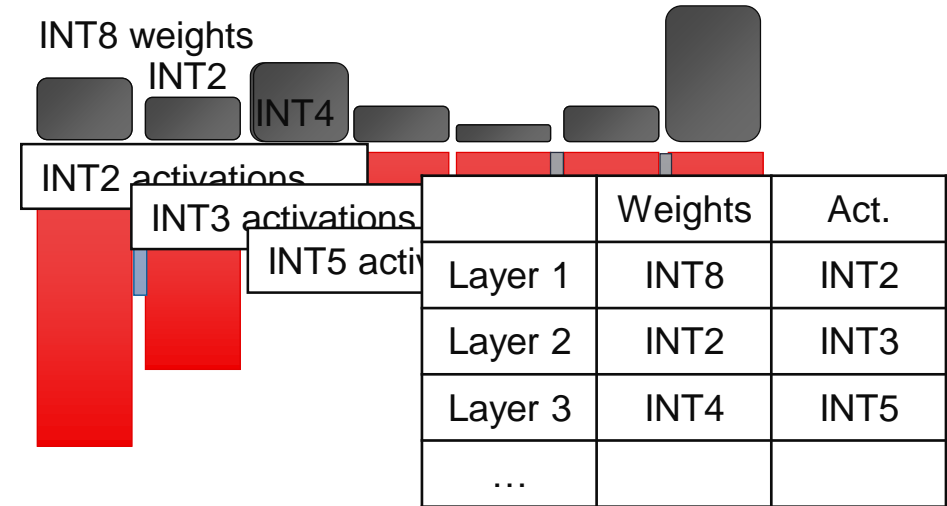 INT8 weights
INT2
INT4
INT2 activations
INT3 activations
INT5
Weights Act.
Layer 1 INT8 INT2
Layer 2 INT2 INT3
Layer 3 INT4 INT5
…